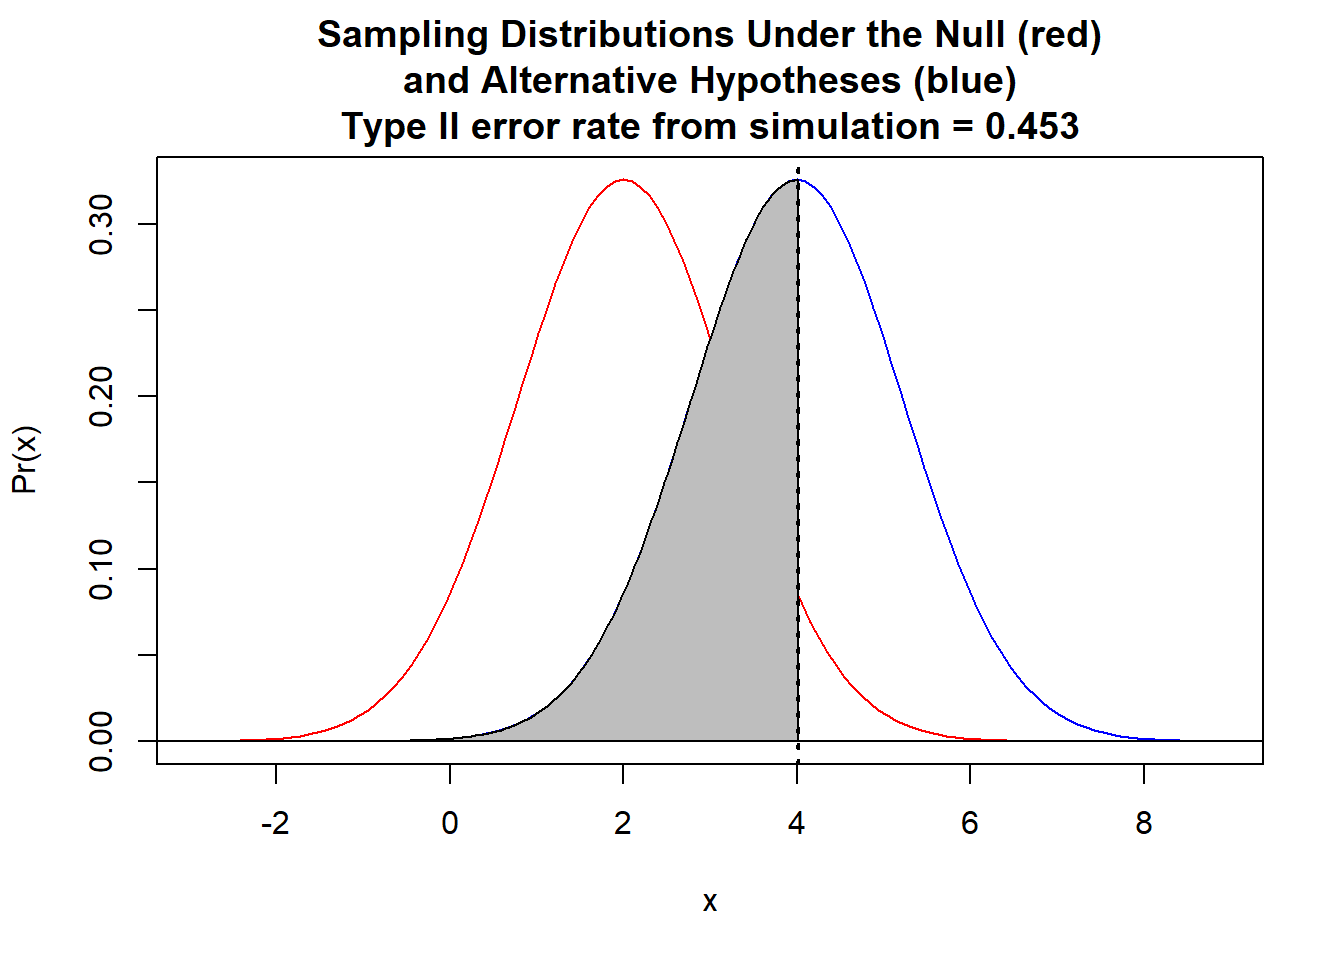 Sampling Distributions Under the Null (red)
and Alternative Hypotheses (blue)
Type II error rate from simulation = 0.453
Pr(x)
0.30
0.20
0.10
0.00
-2 0 2 4 6 8
x